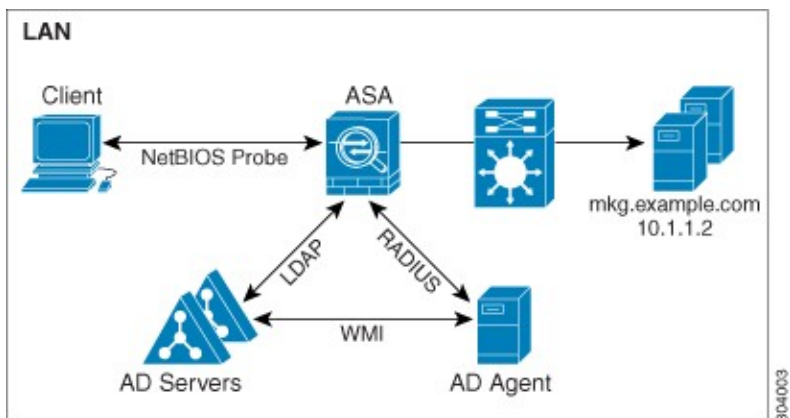 LAN
Client
ASA
NetBIOS Probe
mkg.example.com
10.1.1.2
LDAP
RADIUS
WMI
AD Servers
AD Agent
304003